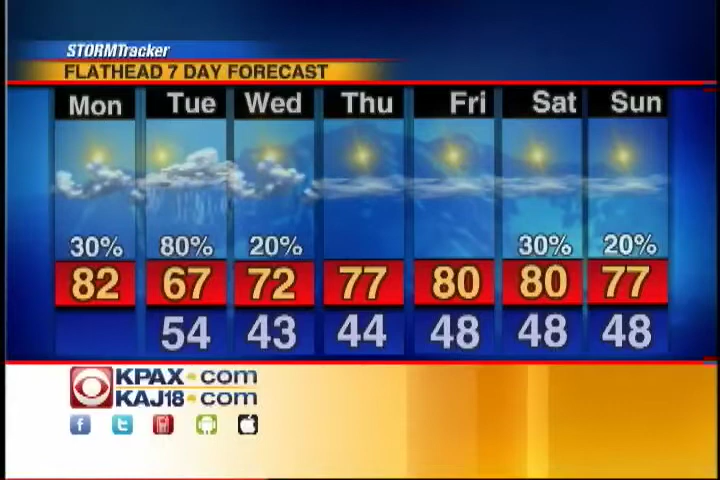 STORMTracker
FLATHEAD 7 DAY FORECAST
Mon Tue Wed Thu Fri Sat Sun
30% 80% 20% 30% 20%
82 67 72 77 80 80 77
54 43 44 48 48 48
KPAX.com
KAJ18.com